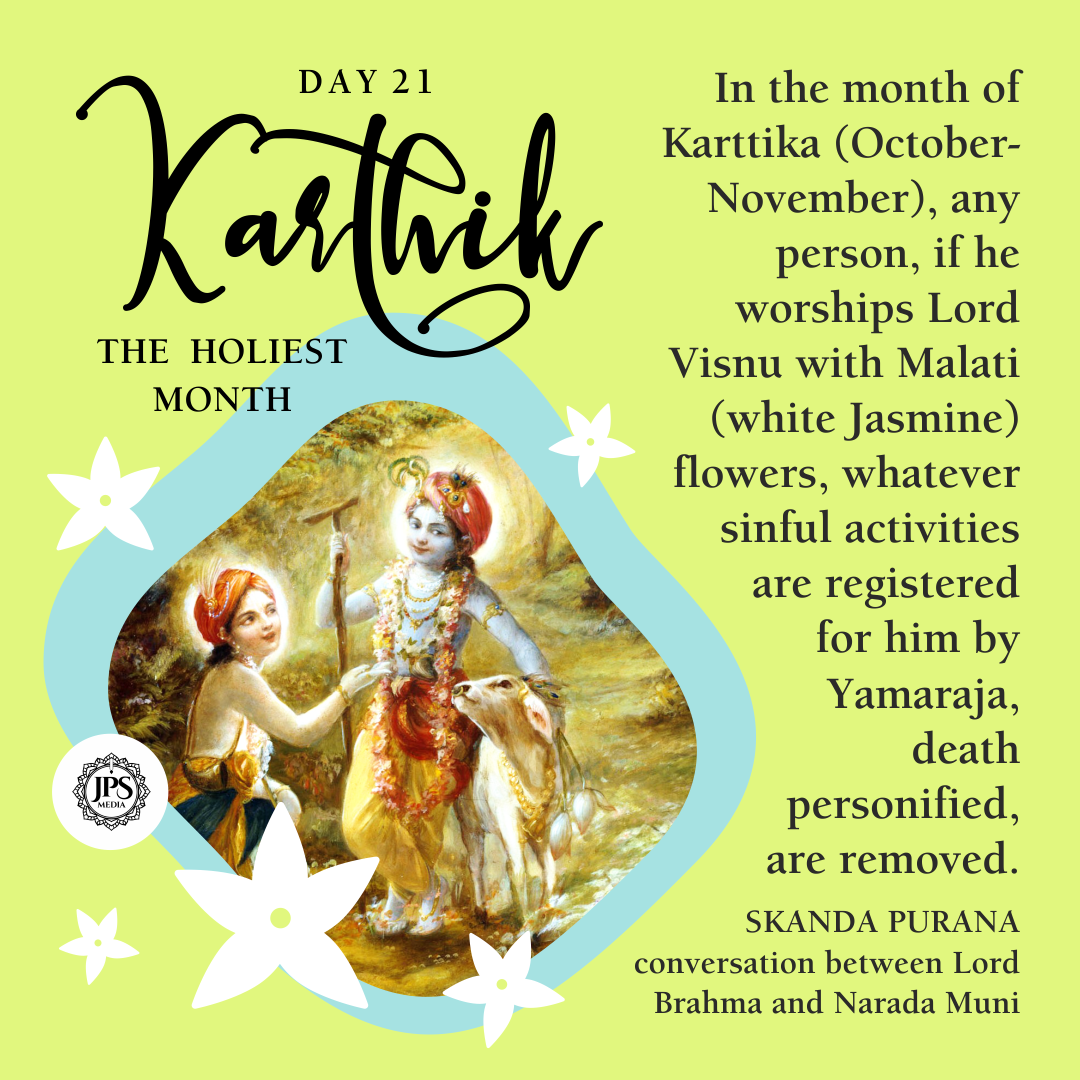 DAY 21
Karthik
THE HOLIEST
MONTH
In the month of
Karttika (October-
November), any
person, if he
worships Lord
Visnu with Malati
(white Jasmine)
flowers, whatever
sinful activities
are registered
for him by
Yamaraja,
death
personified,
are removed.
SKANDA PURANA
conversation between Lord
Brahma and Narada Muni
JPS
MEDIA